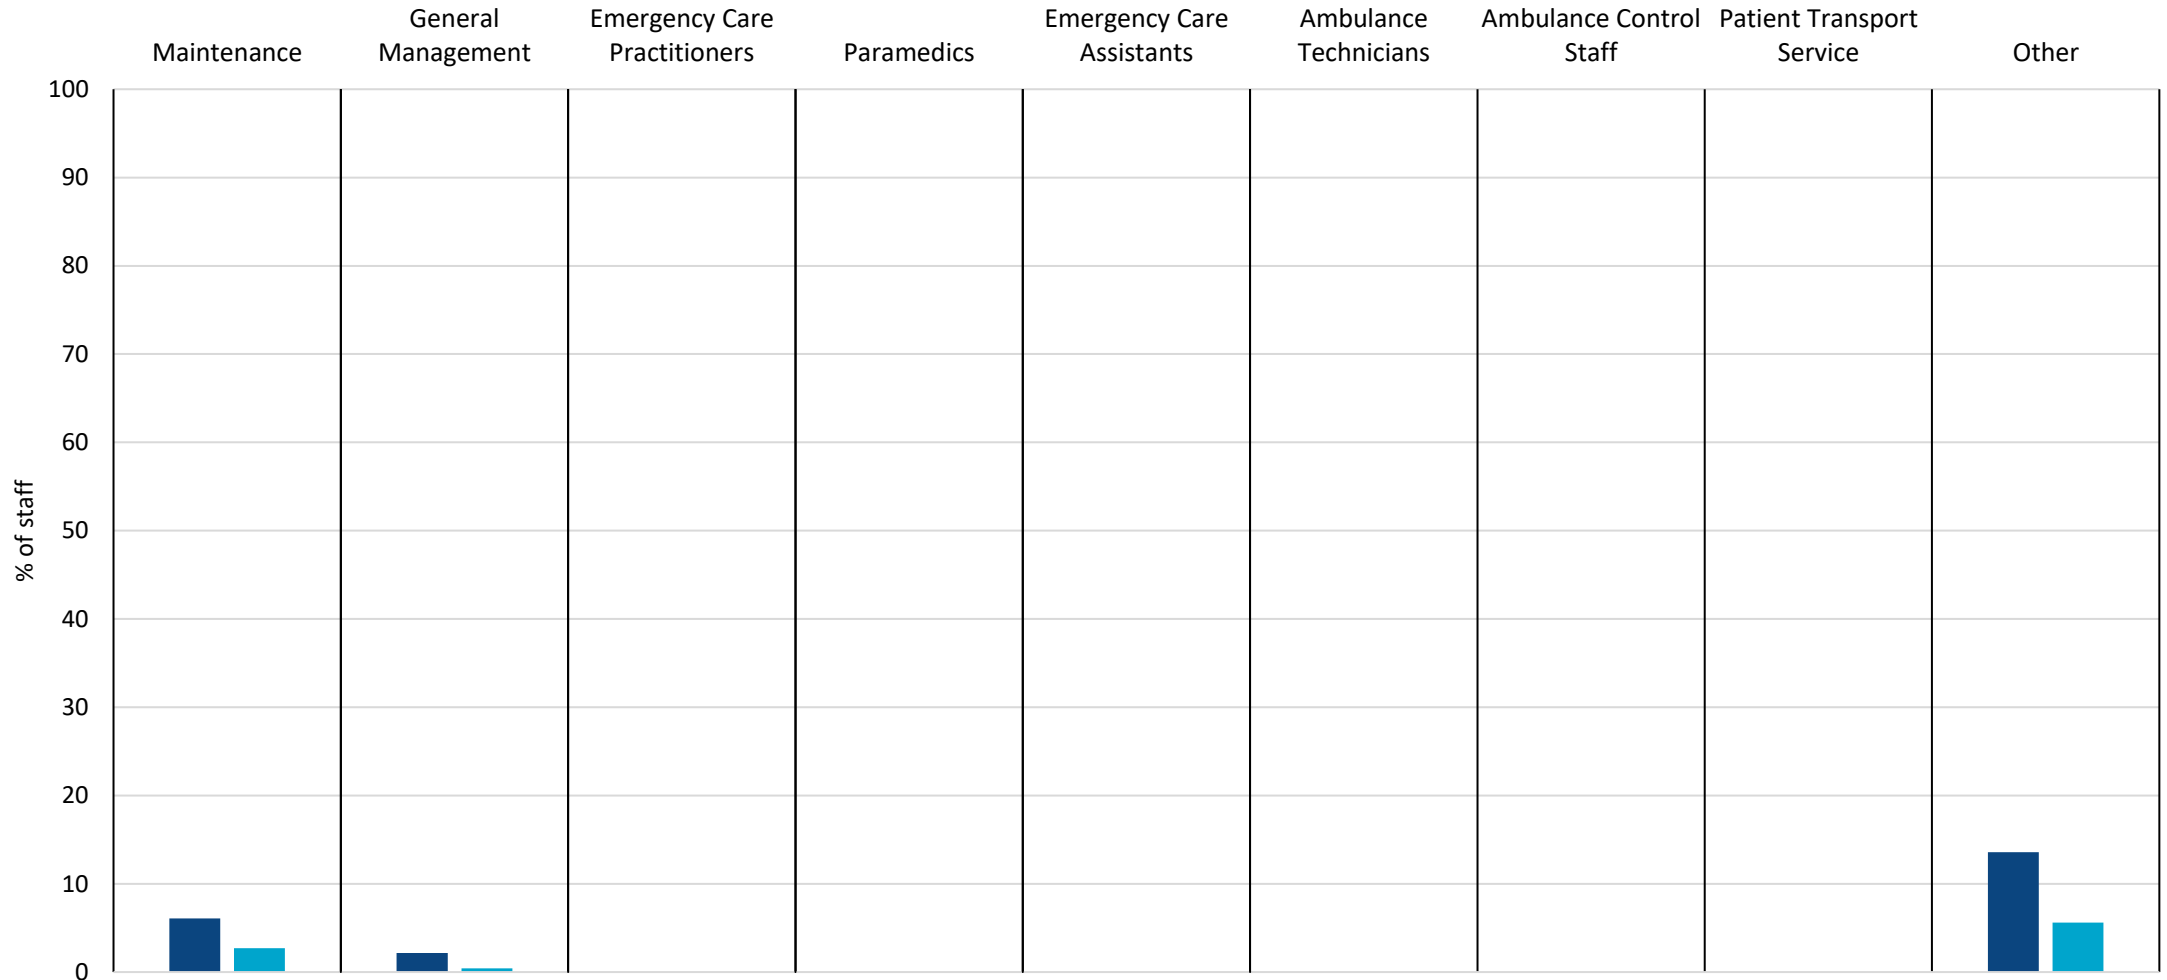 Maintenance
General
Management
Emergency Care
Practitioners
Paramedics
Emergency Care
Assistants
Ambulance
Technicians
Ambulance Control
Staff
Patient Transport
Service
Other
100
90
80
70
60
50
40
30
20
10
0
% of staff